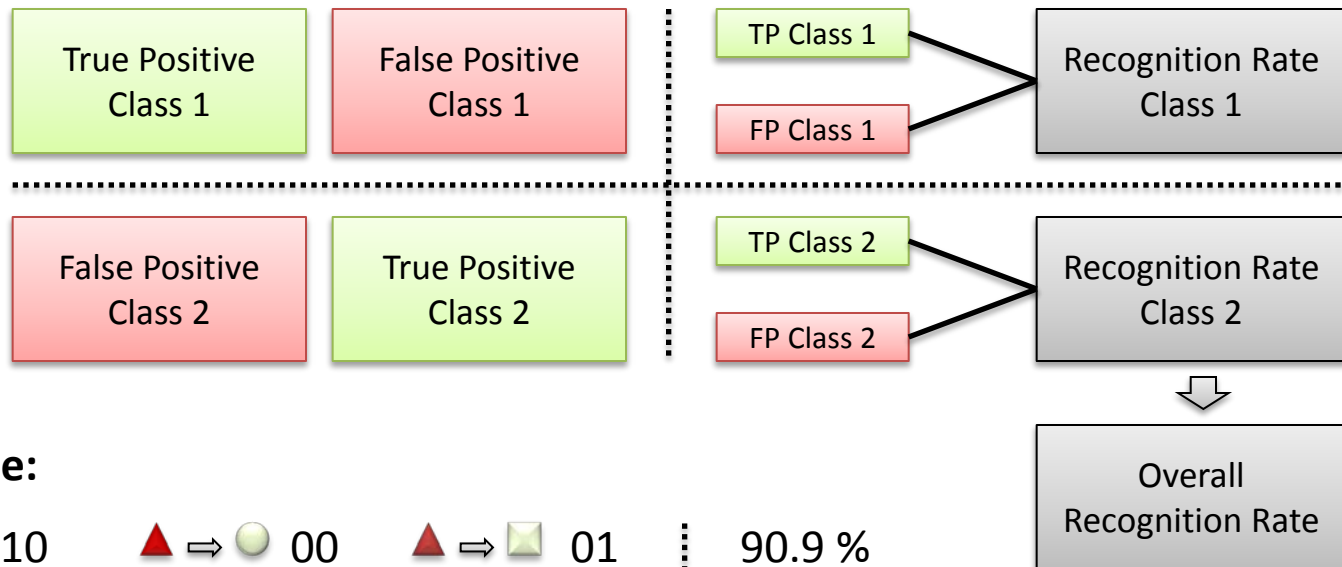 True Positive
Class 1
False Positive
Class 1
TP Class 1
FP Class 1
Recognition Rate
Class 1
False Positive
Class 2
True Positive
Class 2
TP Class 2
FP Class 2
Recognition Rate
Class 2
Overall
Recognition Rate
e:
10 00 01 90.9 %